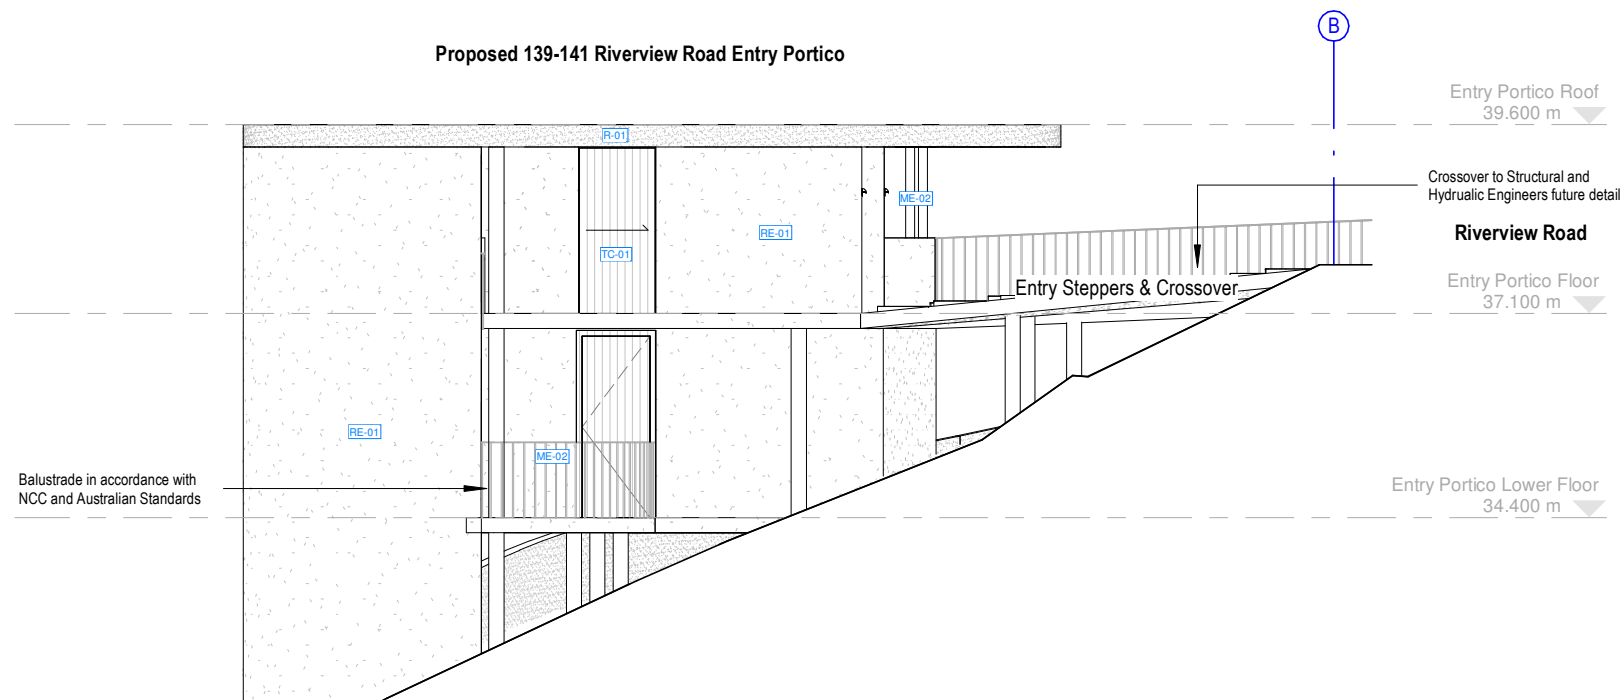 B
Proposed 139-141 Riverview Road Entry Portico
Entry Portico Roof
39.600 m
R-01
Crossover to Structural and
Hydrualic Engineers future detail
ME-02
RE-01
Riverview Road
TC-01
Entry Steppers & Crossover
Entry Portico Floor
37.100 m
RE-01
ME-02
Balustrade in accordance with
NCC and Australian Standards
Entry Portico Lower Floor
34.400 m